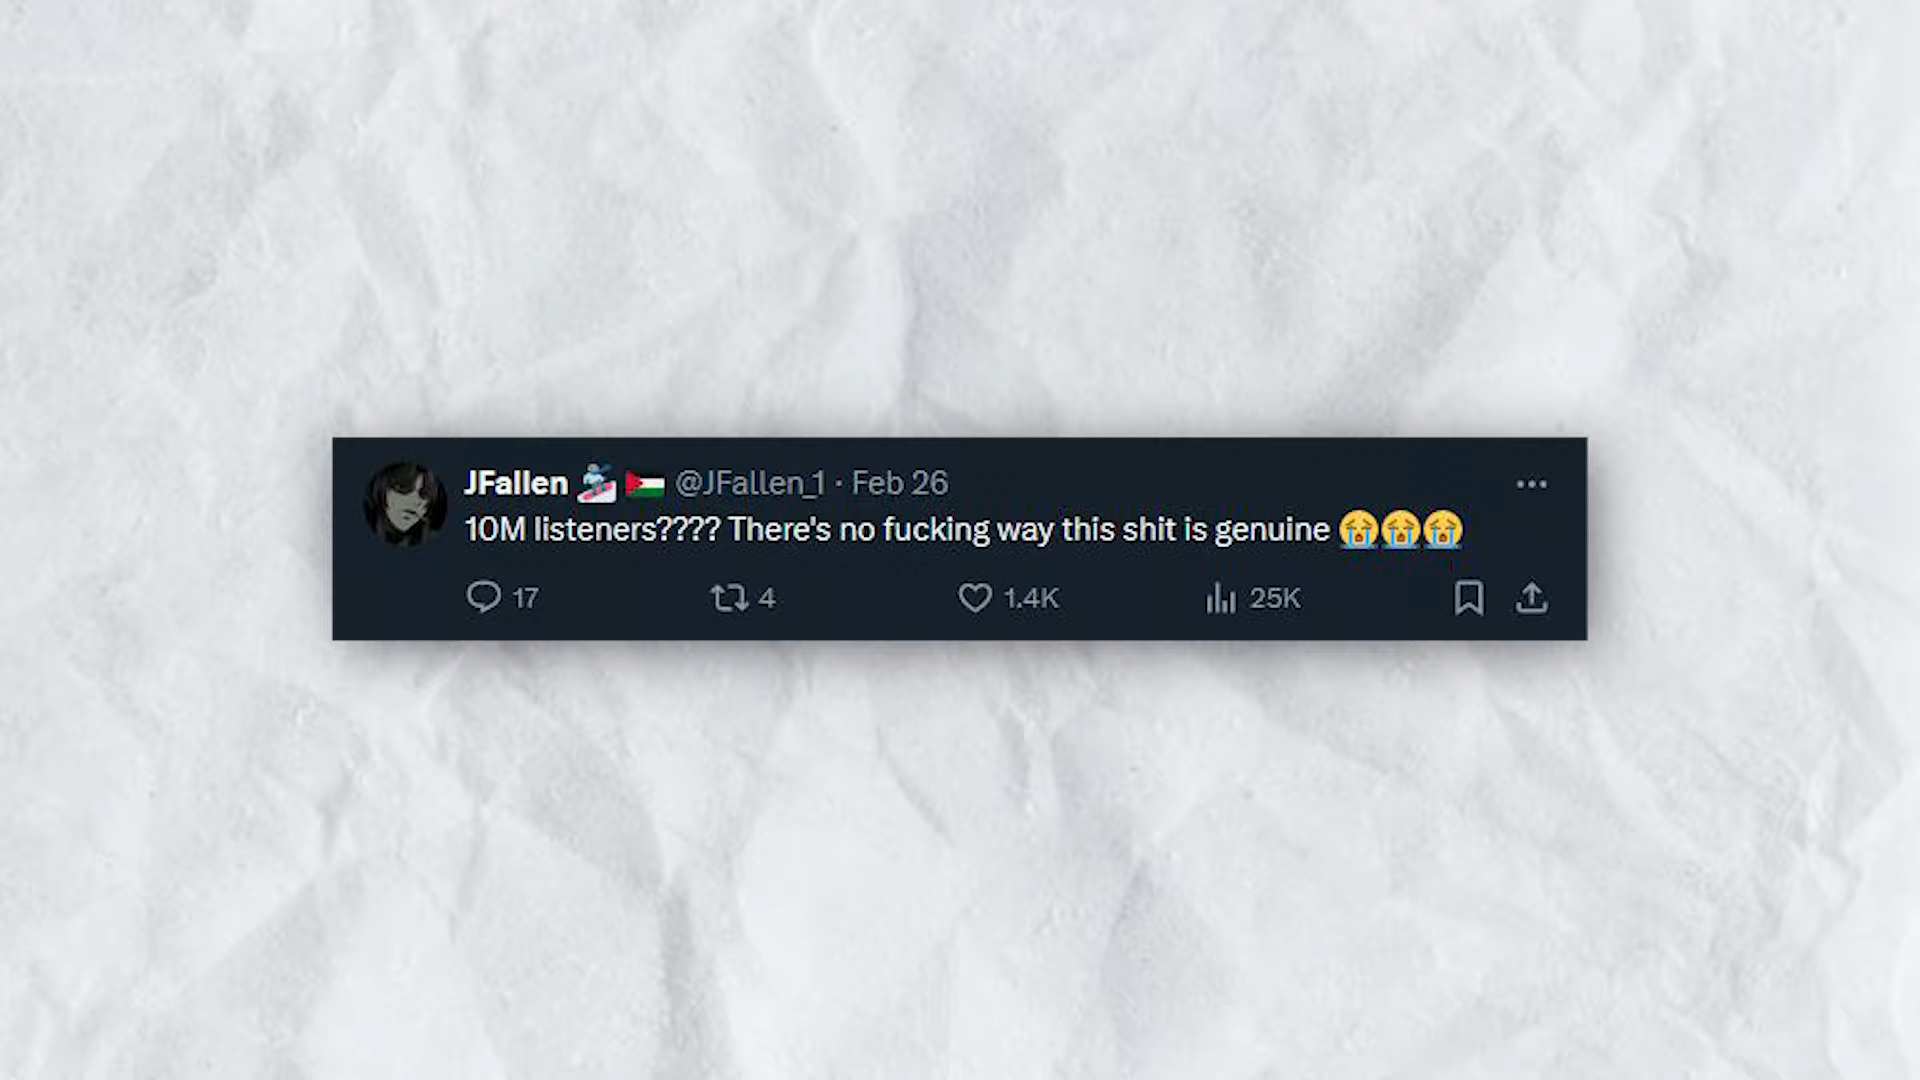 JFallen 🏂 🇵🇸 @JFallen_1 · Feb 26
10M listeners???? There's no fucking way this shit is genuine 😭😭😭
17 4 1.4K 25K